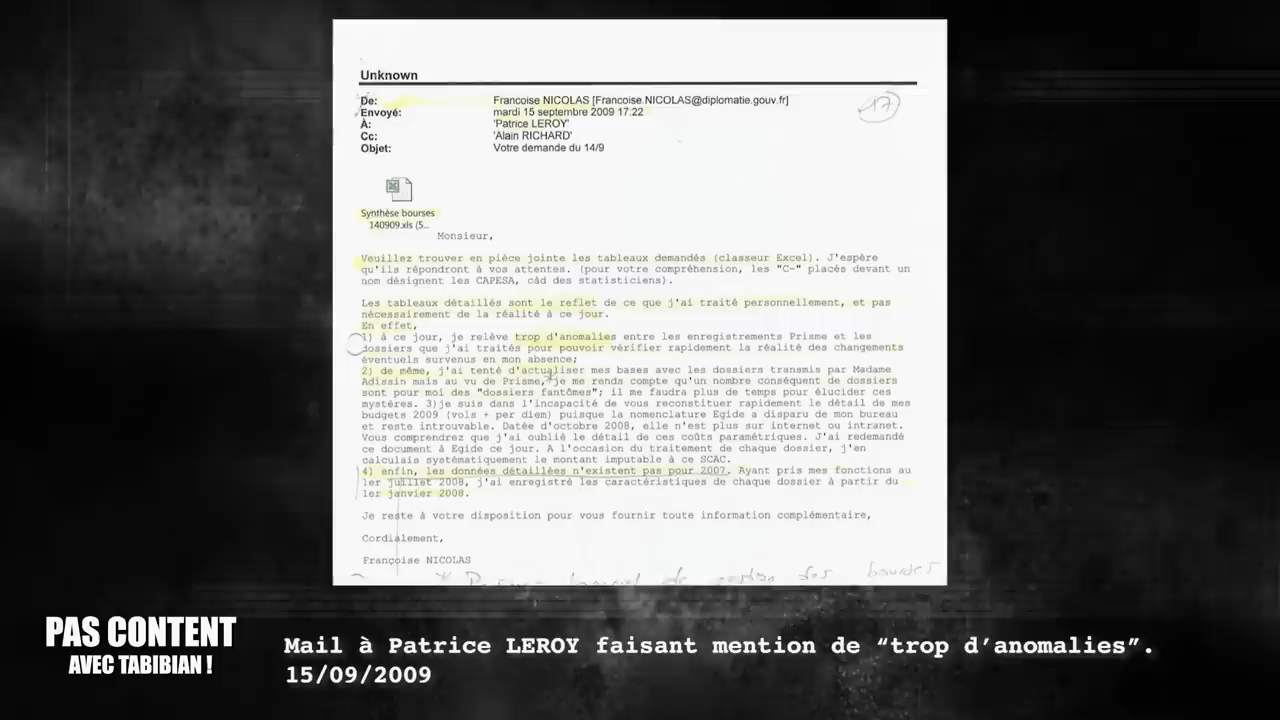 Unknown
De: Francoise NICOLAS [Francoise.NICOLAS@diplomatie.gouv.fr]
Envoyé: mardi 15 septembre 2009 17:22
À: 'Patrice LEROY'
Cc: 'Alain RICHARD'
Objet: Votre demande du 14/9
17
Synthèse bourses
140909.xls (5...
Monsieur,
Veuillez trouver en pièce jointe les tableaux demandés (classeur Excel). J'espère
qu'ils répondront à vos attentes. (pour votre compréhension, les "C-" placés devant un
nom désignent les CAPESA, càd des statisticiens).
Les tableaux détaillés sont le reflet de ce que j'ai traité personnellement, et pas
nécessairement de la réalité à ce jour.
En effet,
1) à ce jour, je relève trop d'anomalies entre les enregistrements Prisme et les
dossiers que j'ai traités pour pouvoir vérifier rapidement la réalité des changements
éventuels survenus en mon absence;
2) de même, j'ai tenté d'actualiser mes bases avec les dossiers transmis par Madame
Adissin mais au vu de Prisme,* je me rends compte qu'un nombre conséquent de dossiers
sont pour moi des "dossiers fantômes"; il me faudra plus de temps pour élucider ces
mystères. 3)je suis dans l'incapacité de vous reconstituer rapidement le détail de mes
budgets 2009 (vols + per diem) puisque la nomenclature Egide a disparu de mon bureau
et reste introuvable. Datée d'octobre 2008, elle n'est plus sur internet ou intranet.
Vous comprendrez que j'ai oublié le détail de ces coûts paramétriques. J'ai redemandé
ce document à Egide ce jour. A l'occasion du traitement de chaque dossier, j'en
calculais systématiquement le montant imputable à ce SCAC.
4) enfin, les données détaillées n'existent pas pour 2007. Ayant pris mes fonctions au
1er juillet 2008, j'ai enregistré les caractéristiques de chaque dossier à partir du
1er janvier 2008.
Je reste à votre disposition pour vous fournir toute information complémentaire,
Cordialement,
Françoise NICOLAS
* de des bourses
PAS CONTENT
AVEC TABIBIAN !
Mail à Patrice LEROY faisant mention de “trop d’anomalies”.
15/09/2009